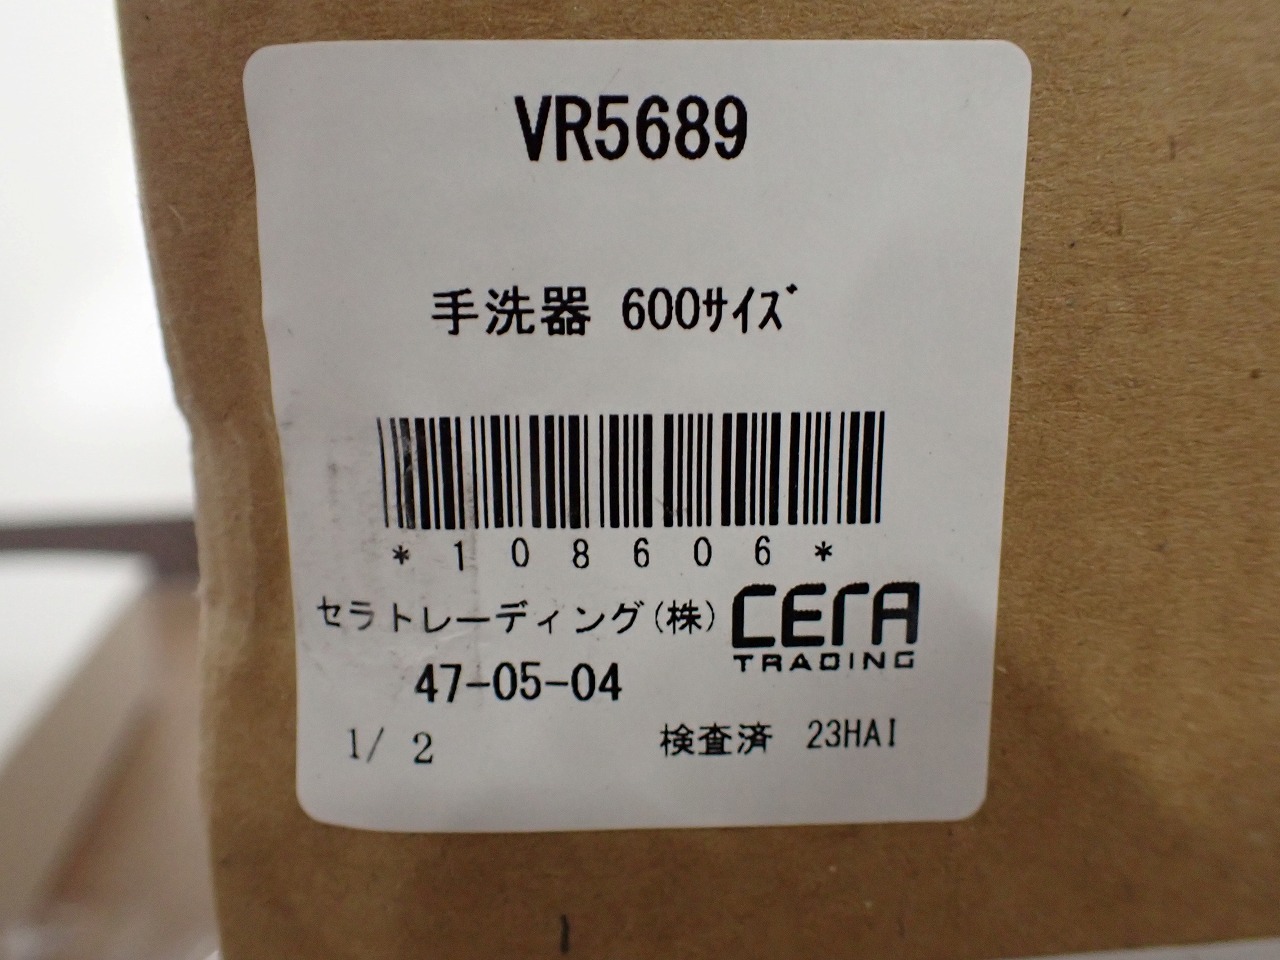 VR5689
手洗器 600ｻｲｽﾞ
*108606*
セラトレーディング(株)
CERA
TRADING
47-05-04
1/ 2
検査済 23HAI